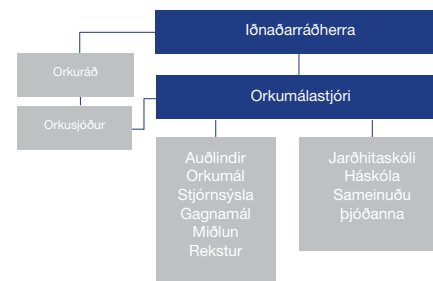 Iðnaðarráðherra
Orkuráð
Orkumálastjóri
Orkusjóður
Auðlindir
Orkumál
Stjórnsýsla
Gagnamál
Miðlun
Rekstur
Jarðhitaskóli
Háskóla
Sameinuðu
þjóðanna